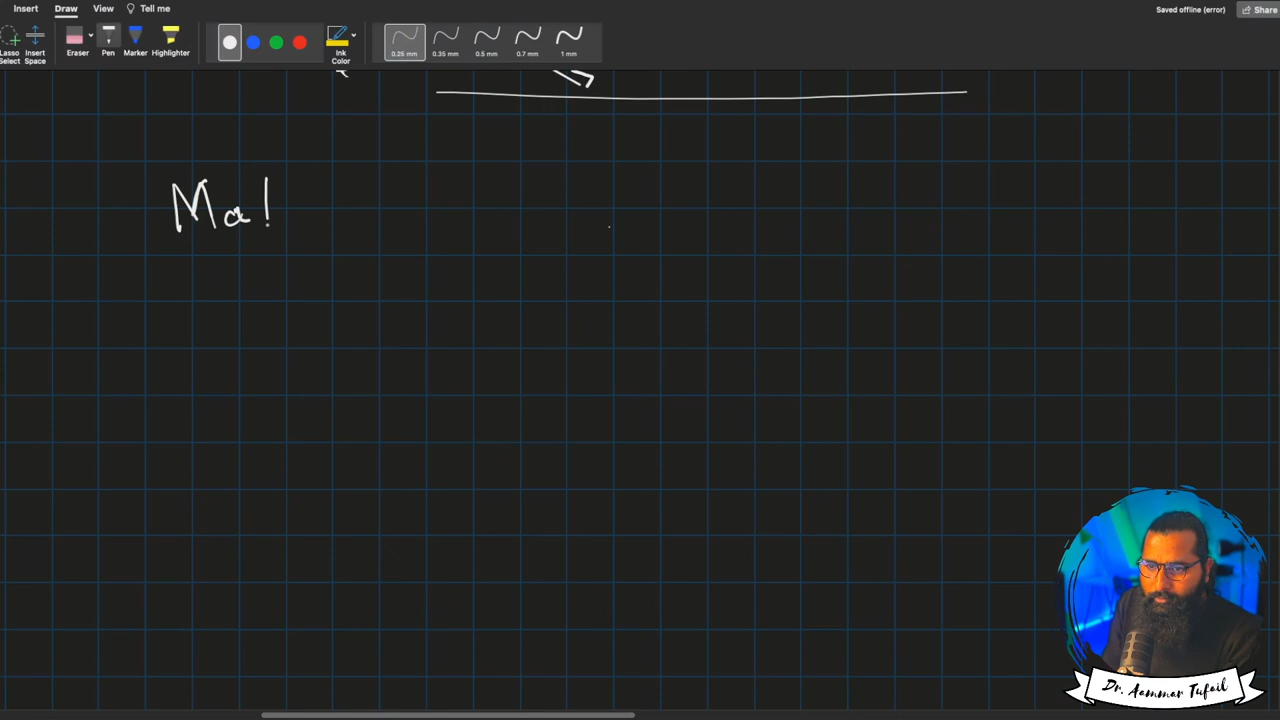 Insert Draw View Tell me Saved offline (error) Share
Lasso Select Insert Space Eraser Pen Marker Highlighter Ink Color 0.25 mm 0.35 mm 0.5 mm 0.7 mm 1 mm
Ma!
Dr. Aammar Tufail